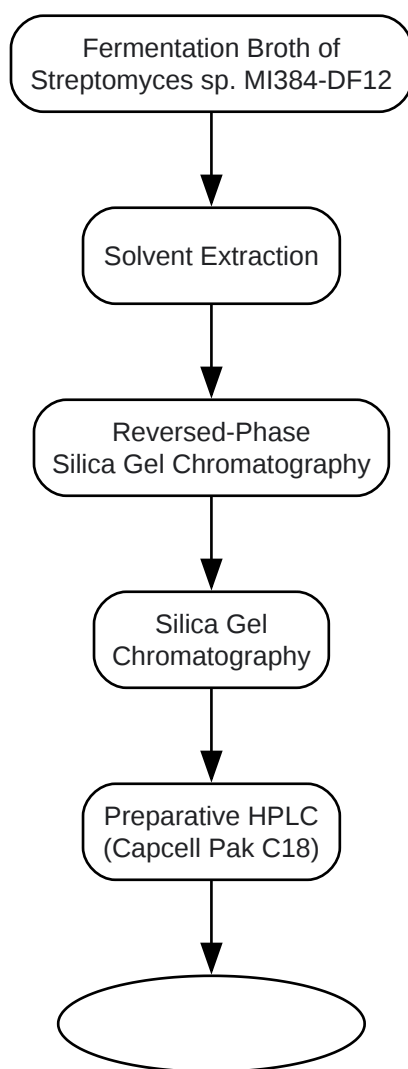 Fermentation Broth of
Streptomyces sp. MI384-DF12
Solvent Extraction
Reversed-Phase
Silica Gel Chromatography
Silica Gel
Chromatography
Preparative HPLC
(Capcell Pak C18)